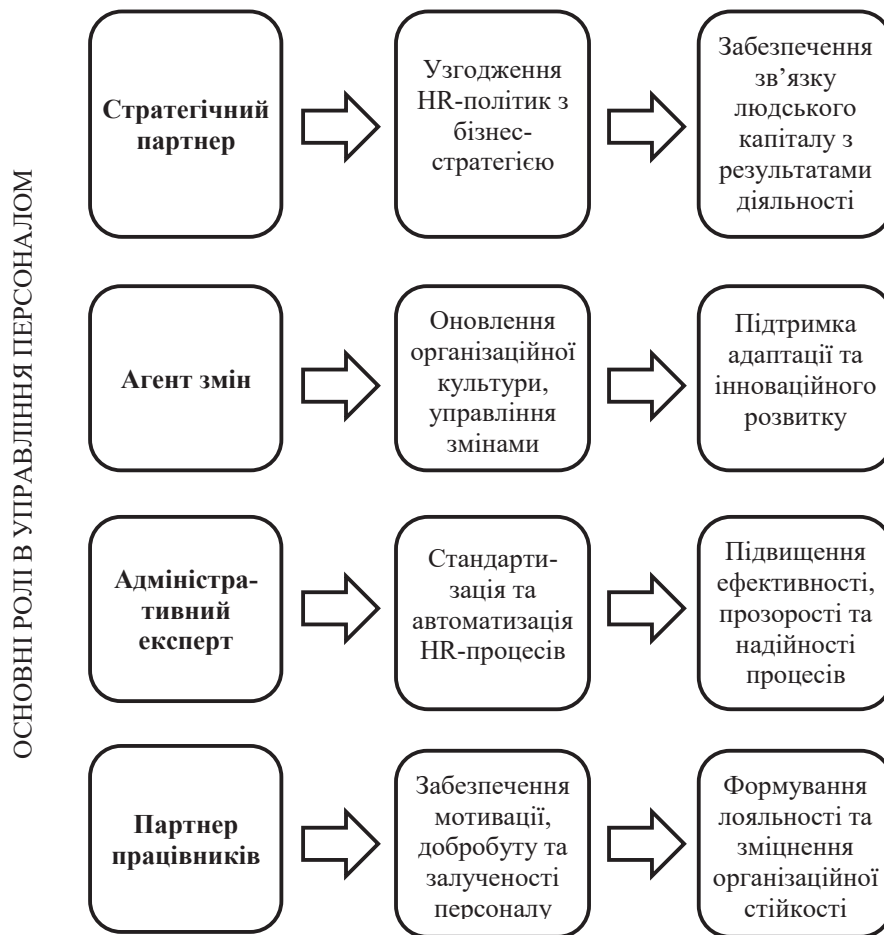 ОСНОВНІ РОЛІ В УПРАВЛІННЯ ПЕРСОНАЛОМ
Стратегічний
партнер
Узгодження
HR-політик з
бізнес-
стратегією
Забезпечення
зв’язку
людського
капіталу з
результатами
діяльності
Агент змін
Оновлення
організаційної
культури,
управління
змінами
Підтримка
адаптації та
інноваційного
розвитку
Адміністра-
тивний
експерт
Стандарти-
зація та
автоматизація
HR-процесів
Підвищення
ефективності,
прозорості та
надійності
процесів
Партнер
працівників
Забезпечення
мотивації,
добробуту та
залученості
персоналу
Формування
лояльності та
зміцнення
організаційної
стійкості